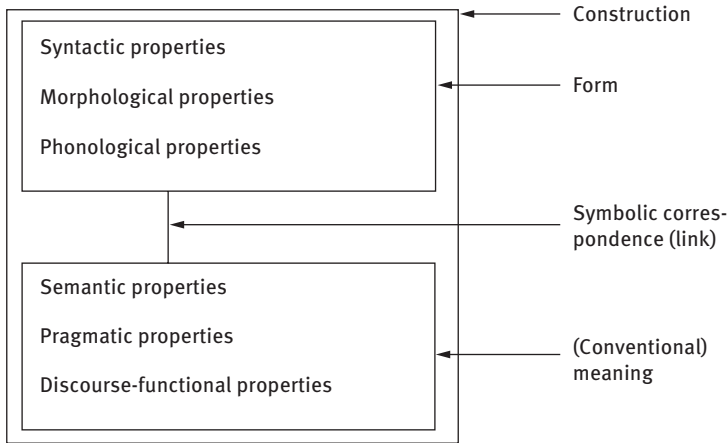 Construction
Syntactic properties
Morphological properties
Form
Phonological properties
Symbolic corres-
pondence (link)
Semantic properties
Pragmatic properties
(Conventional)
meaning
Discourse-functional properties